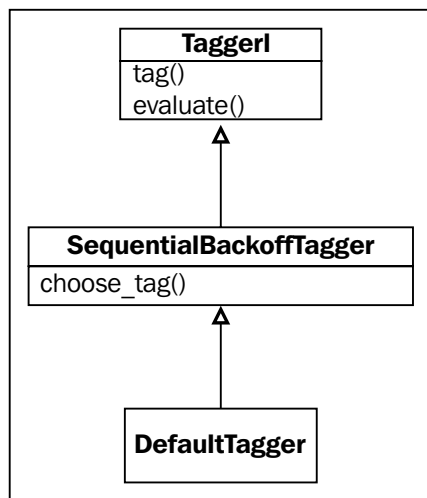 TaggerI
tag()
evaluate()
SequentialBackoffTagger
choose_tag()
DefaultTagger